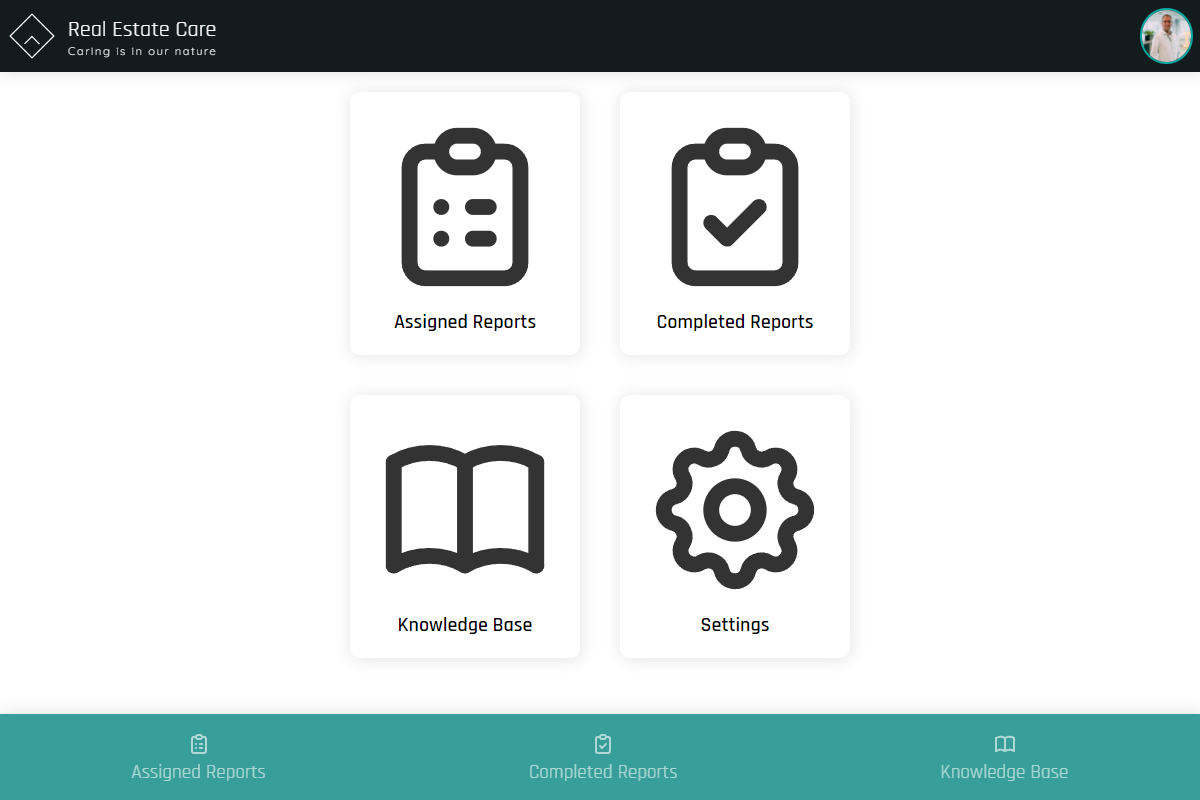 Real Estate Care
Caring is in our nature
Assigned Reports
Completed Reports
Knowledge Base
Settings
Assigned Reports
Completed Reports
Knowledge Base